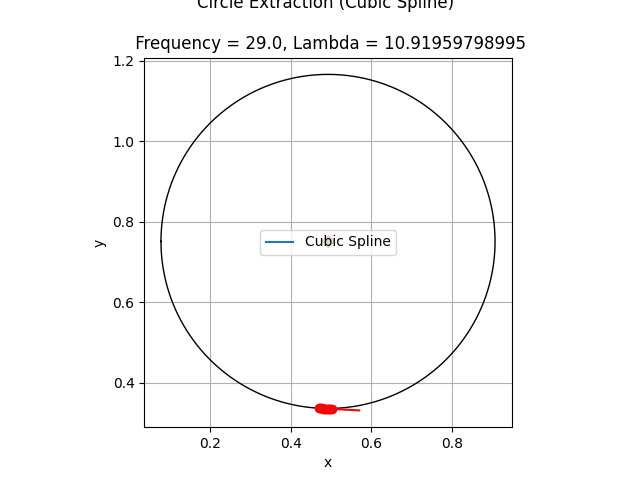 Circle Extraction (Cubic Spline)
Frequency = 29.0, Lambda = 10.91959798995
1.2
1.0
0.8
0.6
0.4
y
Cubic Spline
0.2 0.4 0.6 0.8
x